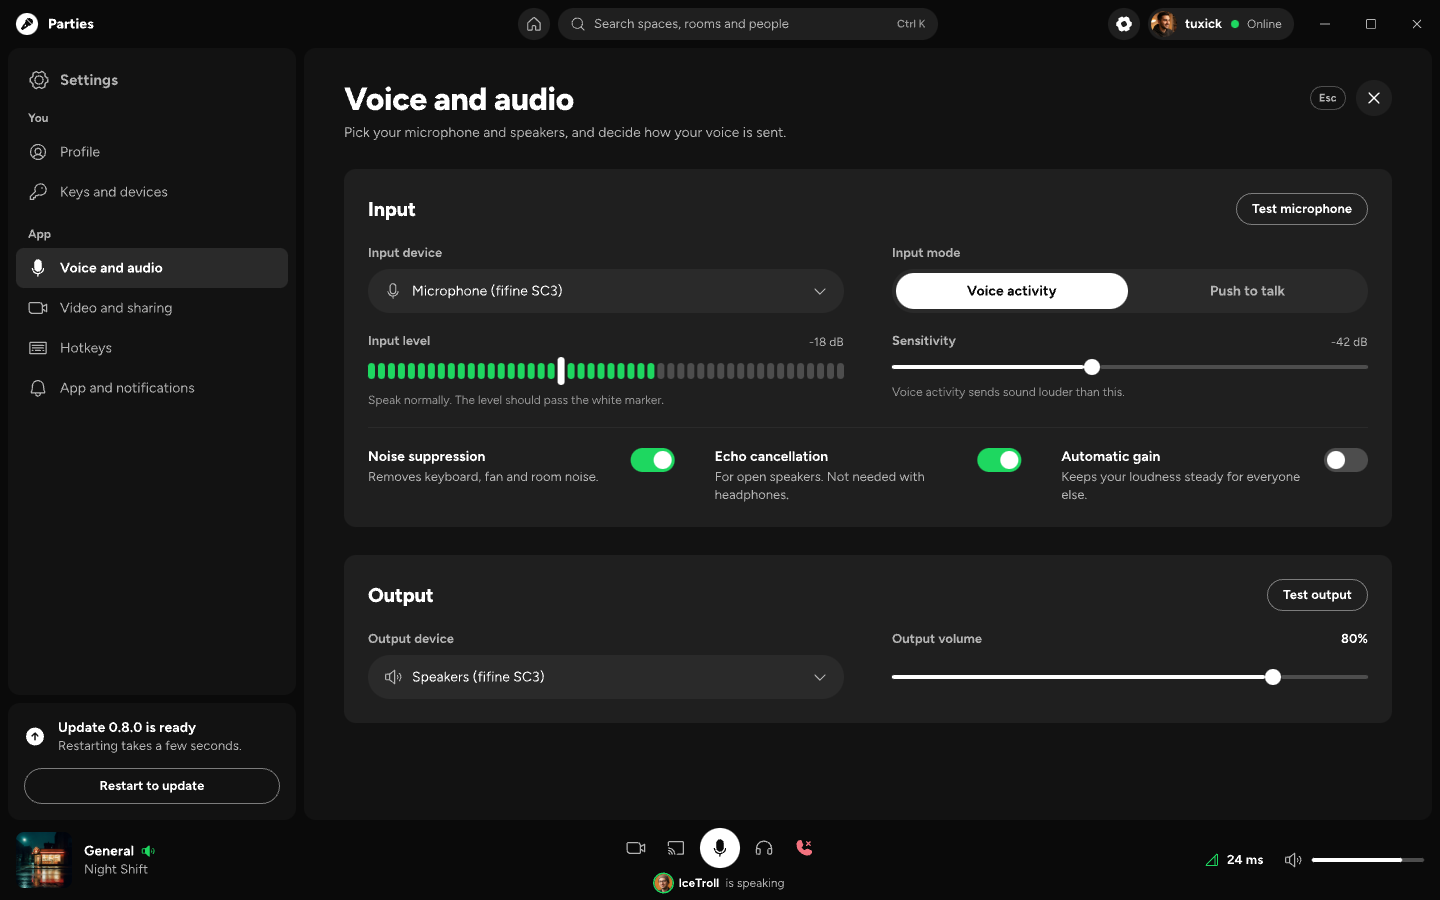 Parties
Search spaces, rooms and people
Ctrl K
tuxick
Online
Settings
You
Profile
Keys and devices
App
Voice and audio
Video and sharing
Hotkeys
App and notifications
Update 0.8.0 is ready
Restarting takes a few seconds.
Restart to update
Voice and audio
Esc
Pick your microphone and speakers, and decide how your voice is sent.
Input
Test microphone
Input device
Microphone (fifine SC3)
Input mode
Voice activity
Push to talk
Input level
-18 dB
Speak normally. The level should pass the white marker.
Sensitivity
-42 dB
Voice activity sends sound louder than this.
Noise suppression
Removes keyboard, fan and room noise.
Echo cancellation
For open speakers. Not needed with
headphones.
Automatic gain
Keeps your loudness steady for everyone
else.
Output
Test output
Output device
Speakers (fifine SC3)
Output volume
80%
General
Night Shift
IceTroll is speaking
24 ms